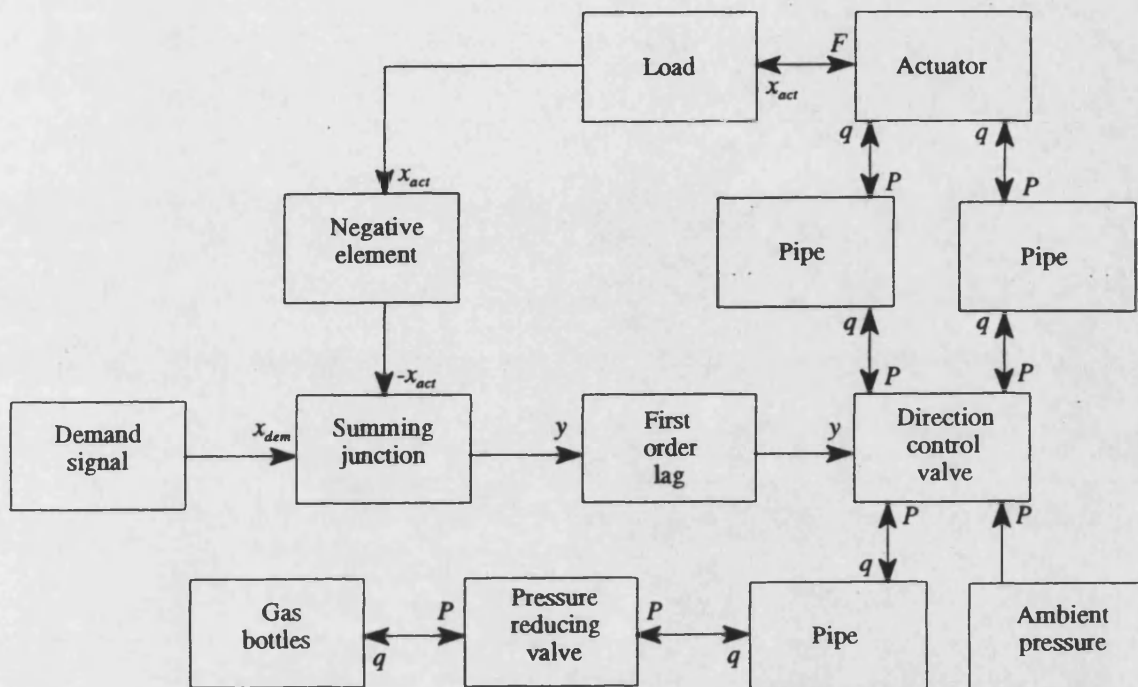 Load
F
x_act
Actuator
q
q
P
P
x_act
Negative
element
Pipe
Pipe
q
q
P
P
-x_act
Demand
signal
x_dem
Summing
junction
y
First
order
lag
y
Direction
control
valve
P
P
q
Gas
bottles
P
q
Pressure
reducing
valve
P
q
Pipe
Ambient
pressure